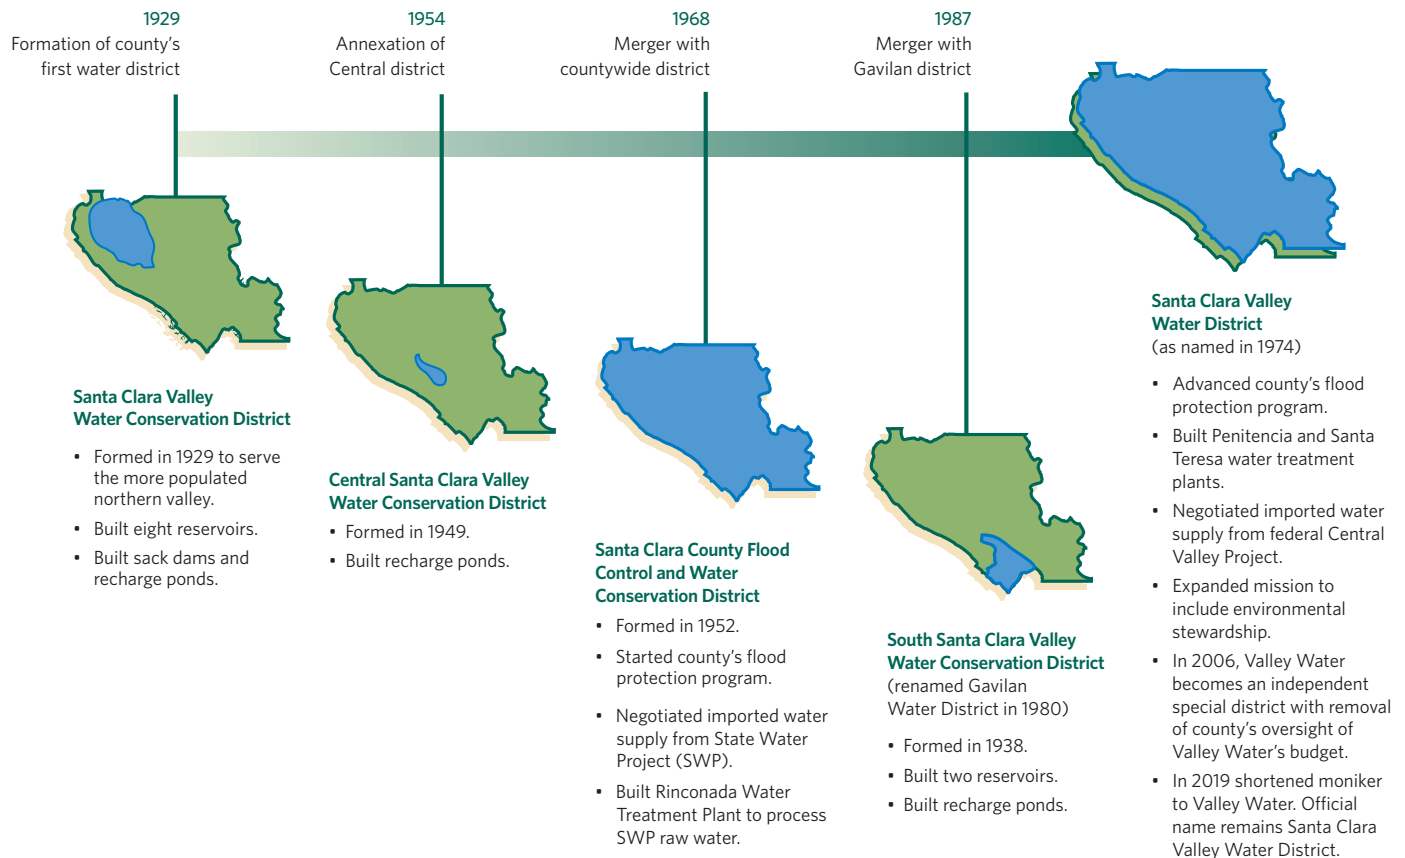 1929
Formation of county's
first water district
1954
Annexation of
Central district
1968
Merger with
countywide district
1987
Merger with
Gavilan district
Santa Clara Valley
Water Conservation District
• Formed in 1929 to serve
the more populated
northern valley.
• Built eight reservoirs.
• Built sack dams and
recharge ponds.
Central Santa Clara Valley
Water Conservation District
• Formed in 1949.
• Built recharge ponds.
Santa Clara County Flood
Control and Water
Conservation District
• Formed in 1952.
• Started county's flood
protection program.
• Negotiated imported water
supply from State Water
Project (SWP).
• Built Rinconada Water
Treatment Plant to process
SWP raw water.
South Santa Clara Valley
Water Conservation District
(renamed Gavilan
Water District in 1980)
• Formed in 1938.
• Built two reservoirs.
• Built recharge ponds.
Santa Clara Valley
Water District
(as named in 1974)
• Advanced county's flood
protection program.
• Built Penitencia and Santa
Teresa water treatment
plants.
• Negotiated imported water
supply from federal Central
Valley Project.
• Expanded mission to
include environmental
stewardship.
• In 2006, Valley Water
becomes an independent
special district with removal
of county's oversight of
Valley Water's budget.
• In 2019 shortened moniker
to Valley Water. Official
name remains Santa Clara
Valley Water District.